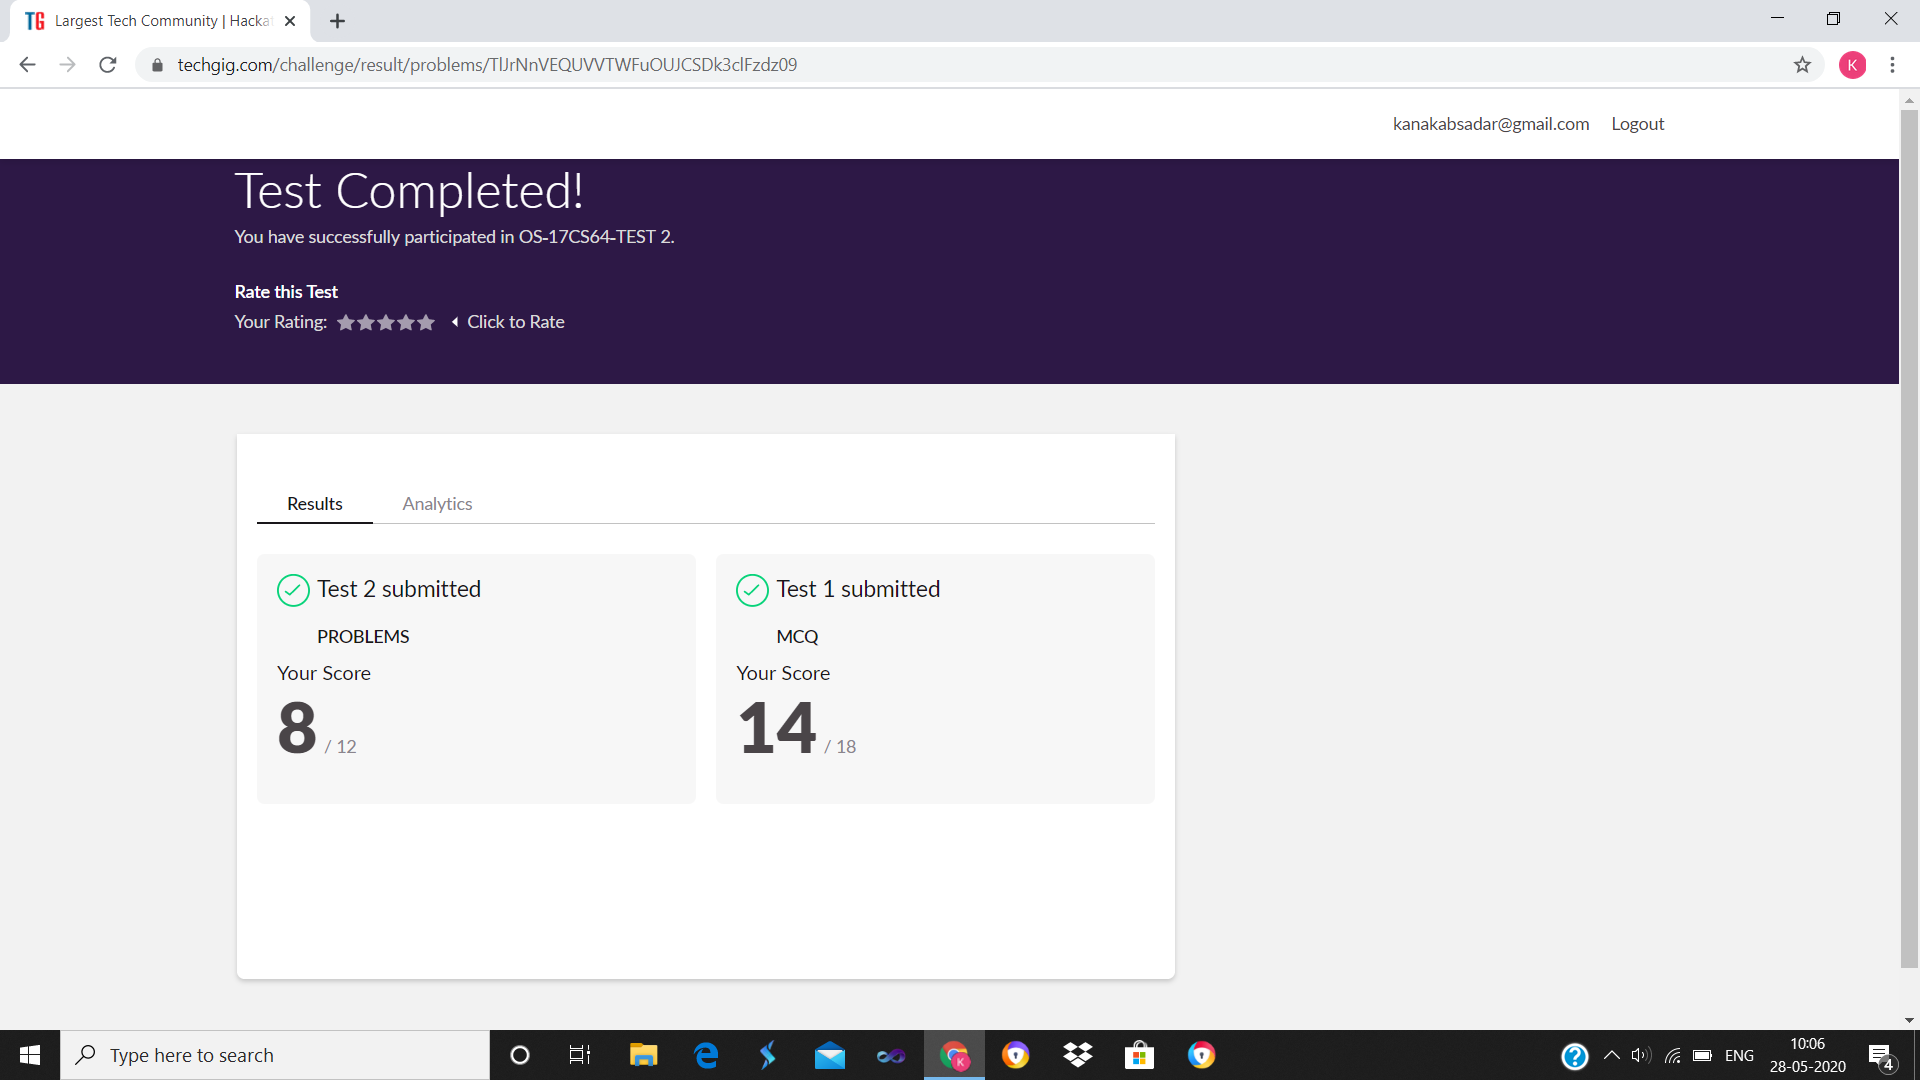 TG Largest Tech Community | Hacka
techgig.com/challenge/result/problems/TlJrNnVEQUVVTWFuOUJCSDk3clFzdz09
K
kanakabsadar@gmail.com Logout
Test Completed!
You have successfully participated in OS-17CS64-TEST 2.
Rate this Test
Your Rating: Click to Rate
Results Analytics
Test 2 submitted
PROBLEMS
Your Score
8 / 12
Test 1 submitted
MCQ
Your Score
14 / 18
Type here to search
K
ENG
10:06
28-05-2020
4